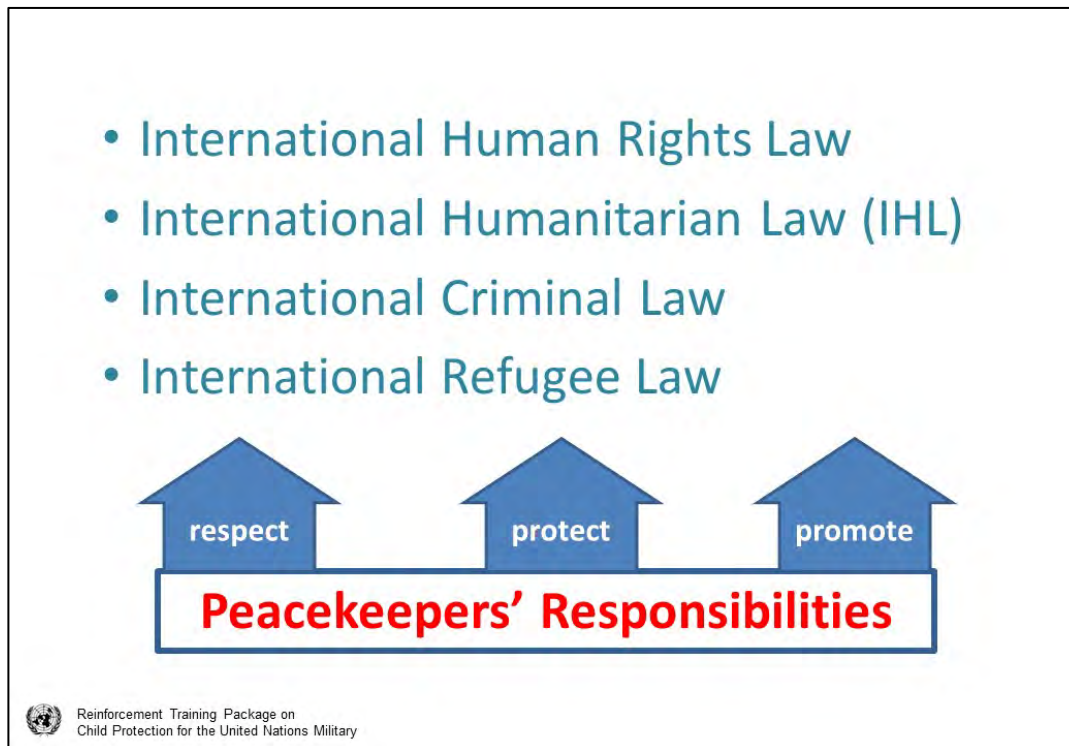 • International Human Rights Law
• International Humanitarian Law (IHL)
• International Criminal Law
• International Refugee Law
respect protect promote
Peacekeepers’ Responsibilities
Reinforcement Training Package on
Child Protection for the United Nations Military